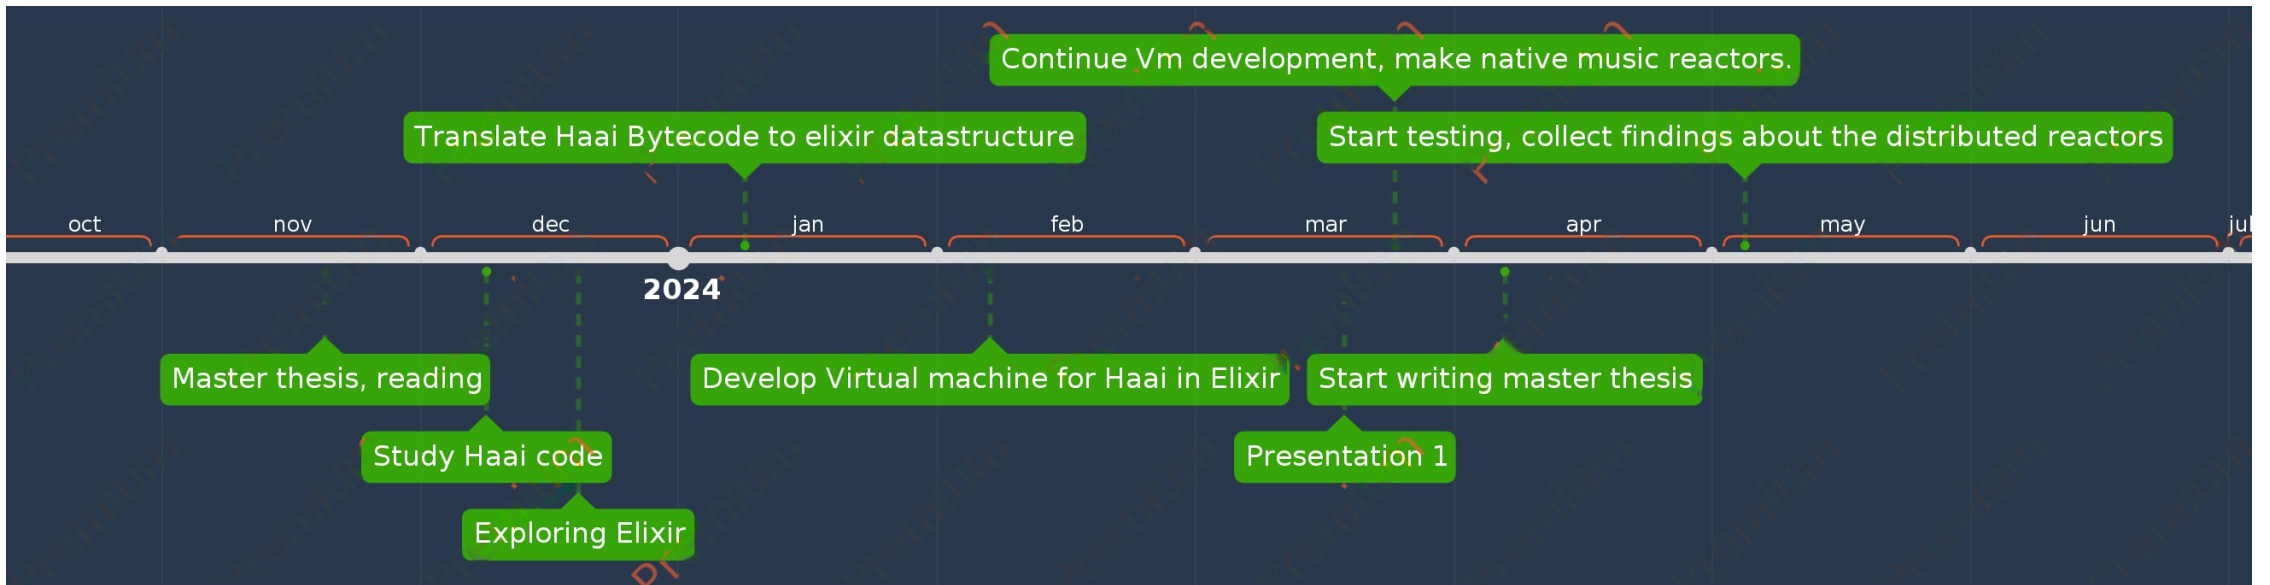 Continue Vm development, make native music reactors.
Translate Haai Bytecode to elixir datastructure
Start testing, collect findings about the distributed reactors
oct nov dec jan feb mar apr may jun jul
2024
Master thesis, reading
Develop Virtual machine for Haai in Elixir
Start writing master thesis
Study Haai code
Presentation 1
Exploring Elixir